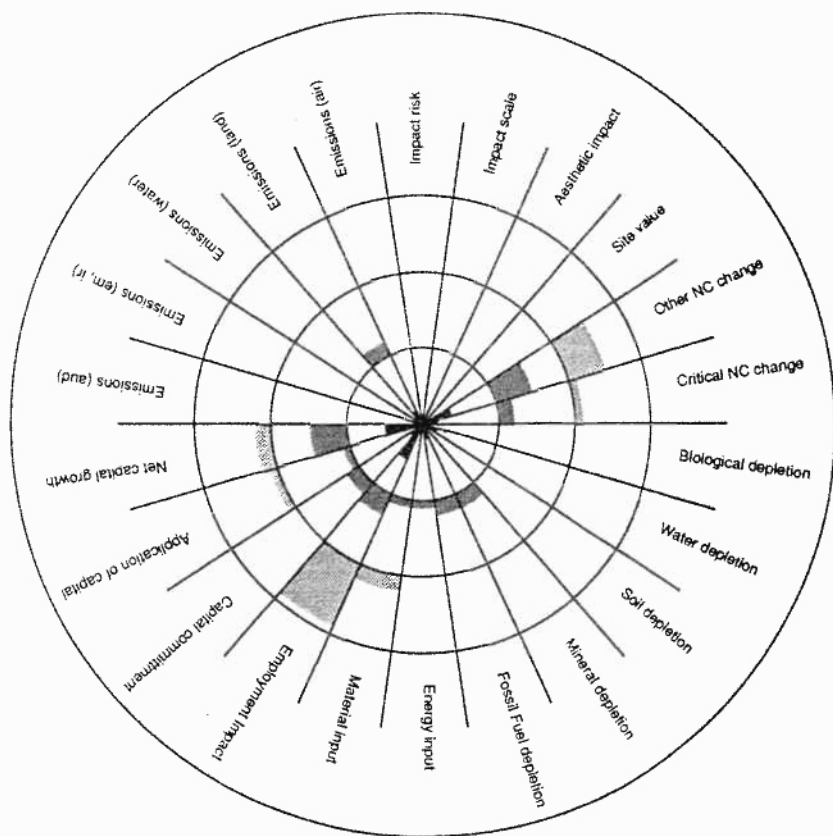 Impact risk
Impact scale
Aesthetic impact
Site value
Other NC change
Critical NC change
Biological depletion
Water depletion
Soil depletion
Mineral depletion
Fossil Fuel depletion
Energy input
Material input
Employment Impact
Capital committment
Application of capital
Net capital growth
Emissions (aud)
Emissions (em, ir)
Emissions (water)
Emissions (land)
Emissions (air)